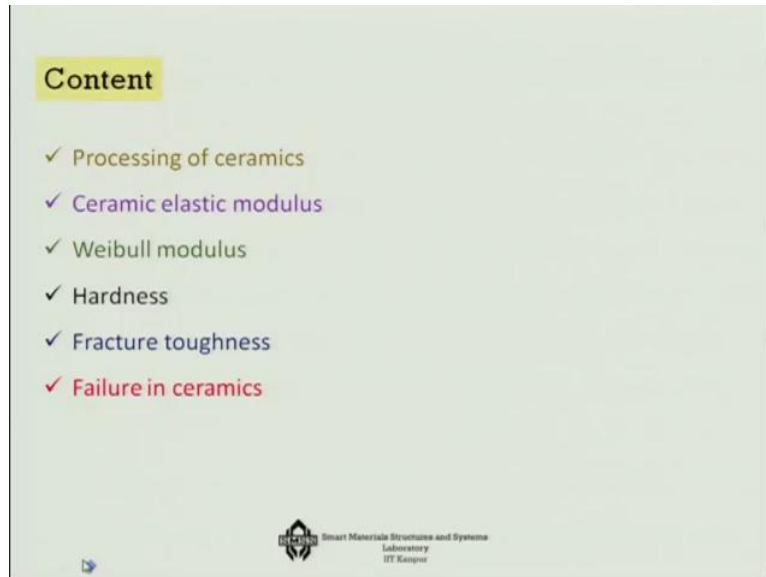 Content
Processing of ceramics
Ceramic elastic modulus
Weibull modulus
Hardness
Fracture toughness
Failure in ceramics
Smart Materials Structures and Systems
Laboratory
IIT Kanpur